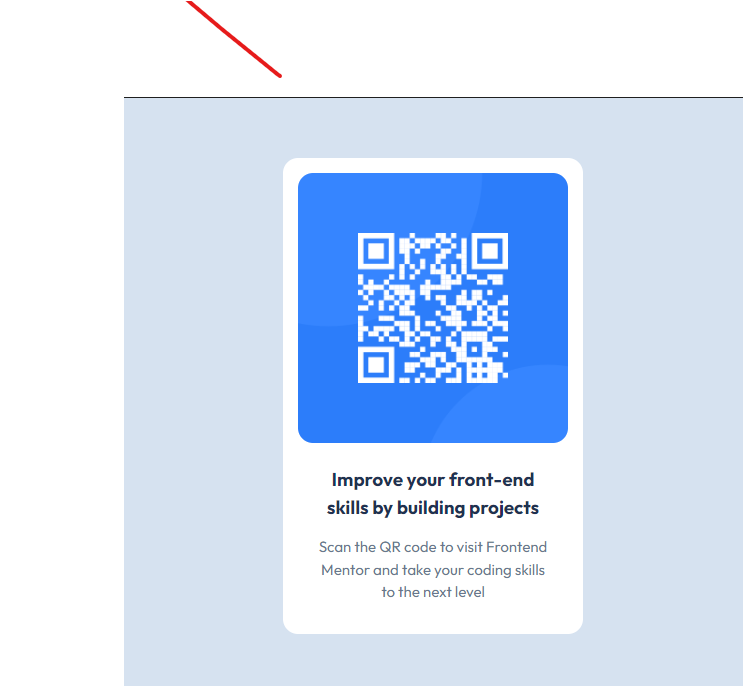 Improve your front-end
skills by building projects
Scan the QR code to visit Frontend
Mentor and take your coding skills
to the next level